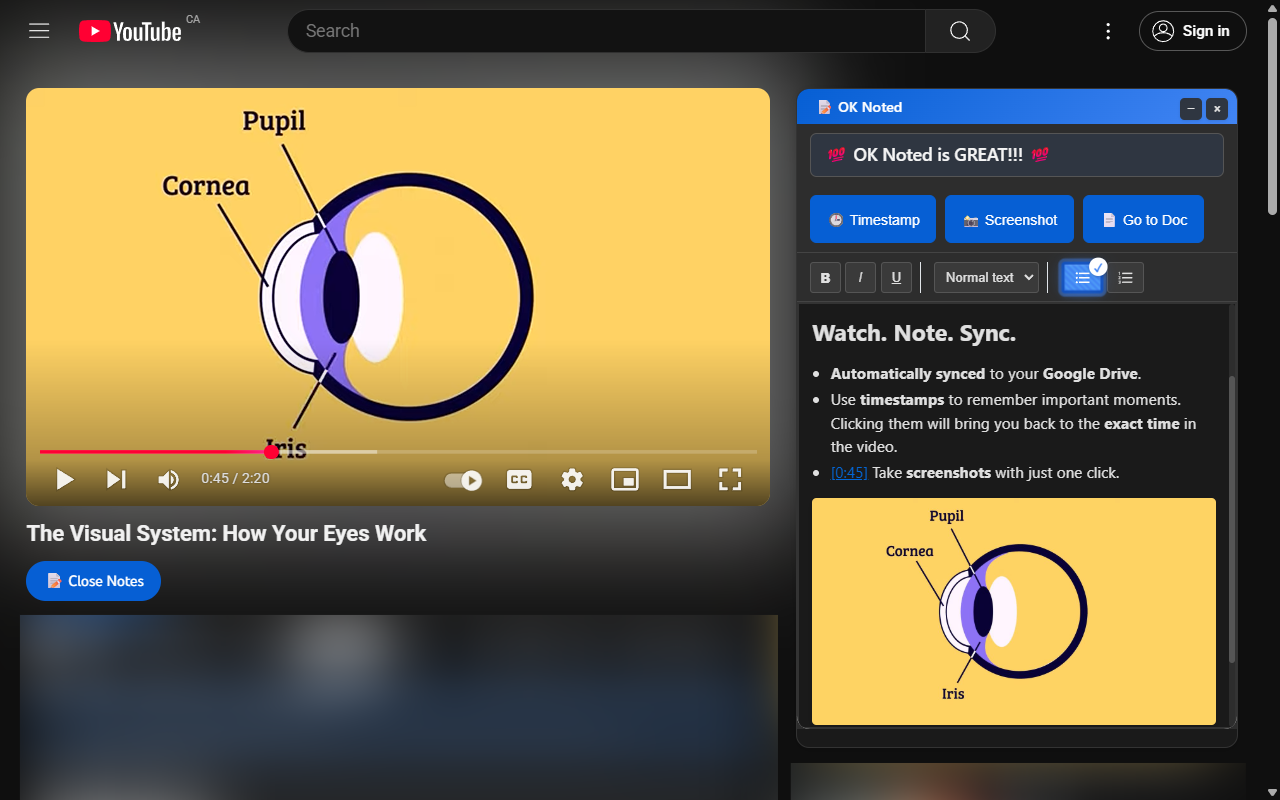 YouTube CA
Search
Sign in
Pupil
Cornea
Iris
0:45 / 2:20
CC
The Visual System: How Your Eyes Work
📝 Close Notes
📝 OK Noted
💯 OK Noted is GREAT!!! 💯
🕒 Timestamp
📸 Screenshot
📄 Go to Doc
B I U Normal text
Watch. Note. Sync.
• Automatically synced to your Google Drive.
• Use timestamps to remember important moments.
Clicking them will bring you back to the exact time in
the video.
• [0:45] Take screenshots with just one click.
Pupil
Cornea
Iris